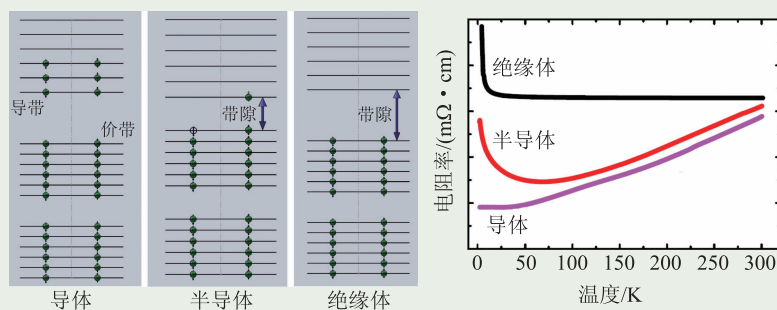 导带
价带
带隙
带隙
导体
半导体
绝缘体
电阻率/(mΩ·cm)
绝缘体
半导体
导体
0
50
100
150
200
250
300
温度/K